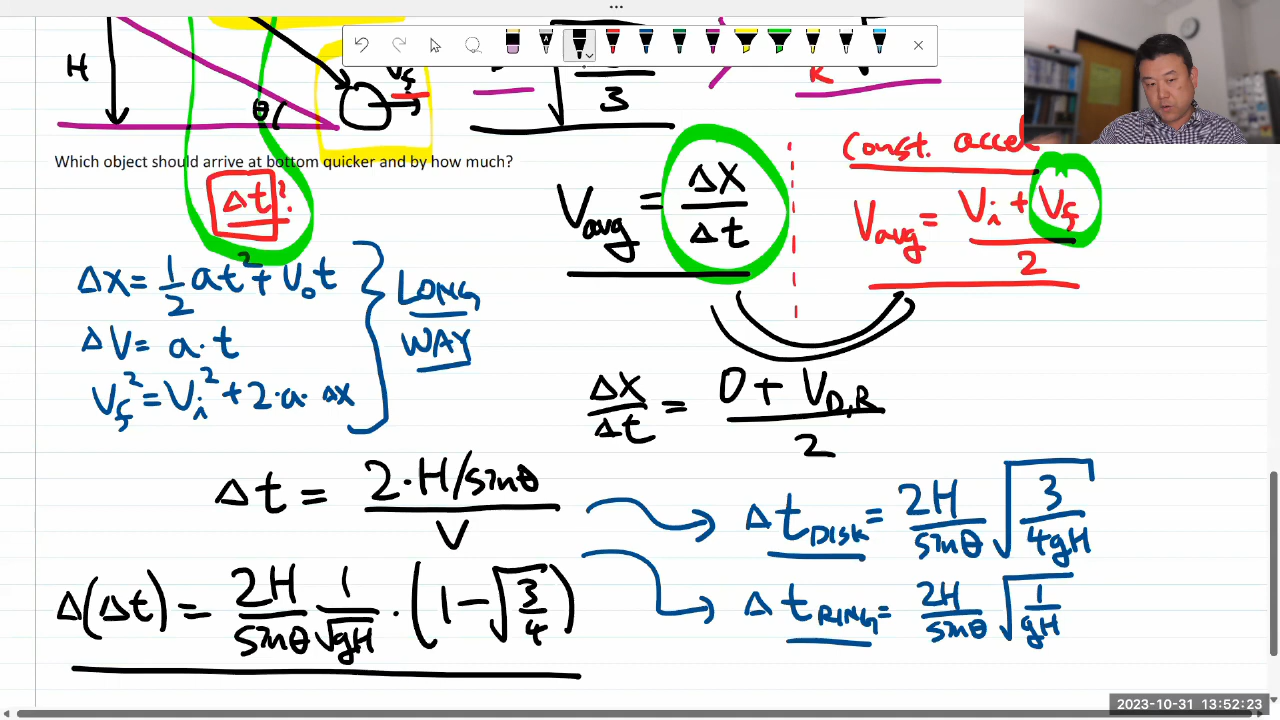 H
θ
V_f
3
R
Which object should arrive at bottom quicker and by how much?
Δt?
V_avg = ΔX/Δt
Const. accel
V_avg = (V_i + V_f)/2
ΔX = 1/2 at² + V₀t
ΔV = a·t
V_f² = V_i² + 2·a·ΔX
LONG
WAY
ΔX/Δt = (0 + V_D,R)/2
Δt = (2·H/sinθ)/V
Δt_DISK = 2H/sinθ √(3/4gH)
Δt_RING = 2H/sinθ √(1/gH)
Δ(Δt) = 2H/sinθ 1/√gH · (1 - √(3/4))
2023-10-31 13:52:23